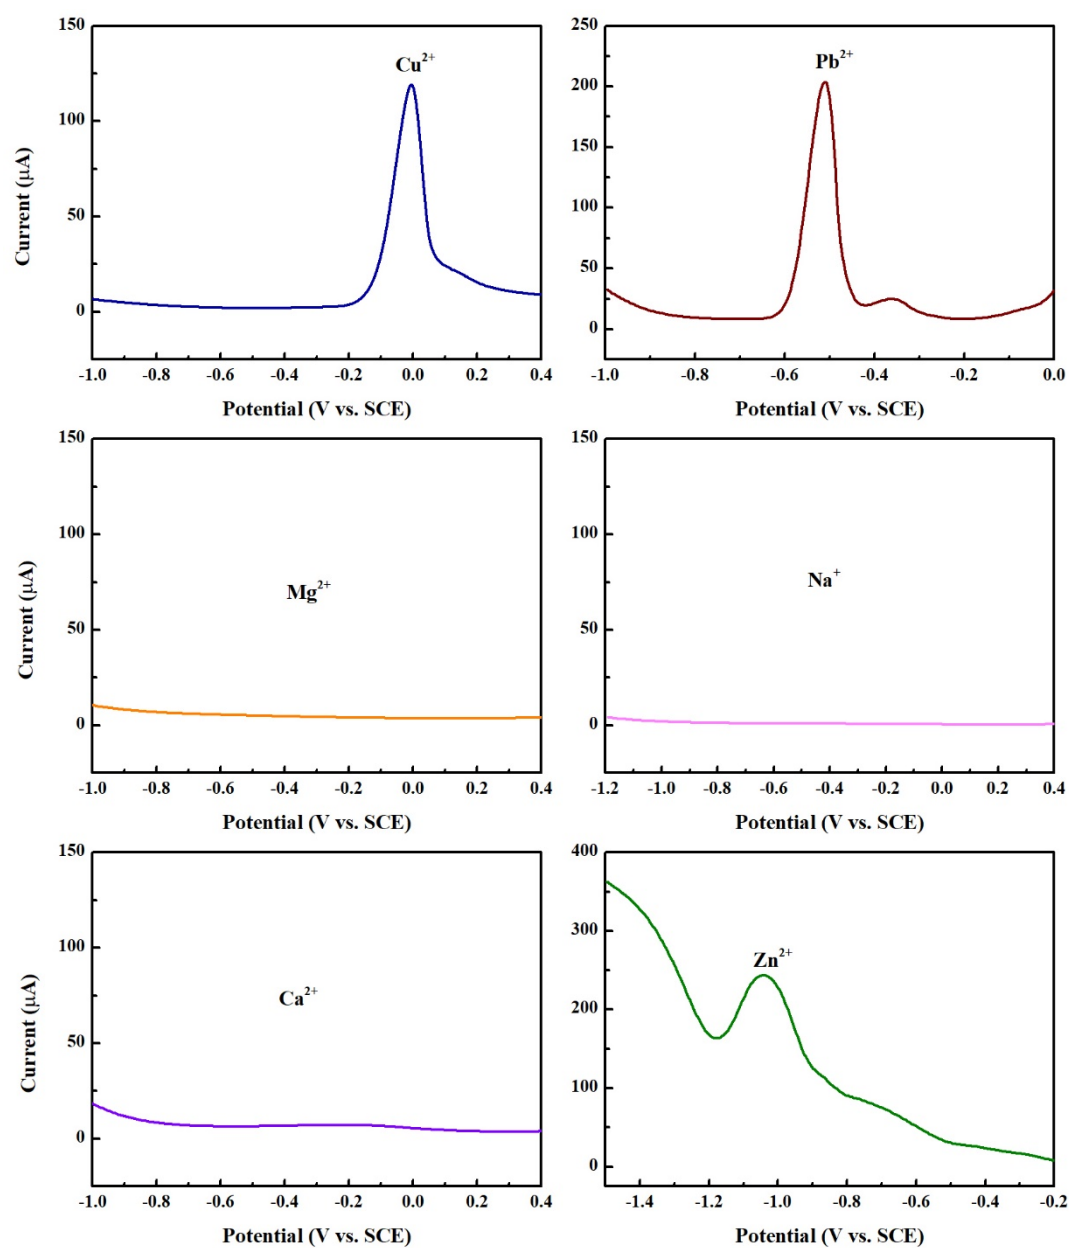 150
100
50
0
Current (μA)
Cu²⁺
-1.0 -0.8 -0.6 -0.4 -0.2 0.0 0.2 0.4
Potential (V vs. SCE)
250
200
150
100
50
0
Pb²⁺
-1.0 -0.8 -0.6 -0.4 -0.2 0.0
Potential (V vs. SCE)
150
100
50
0
Current (μA)
Mg²⁺
-1.0 -0.8 -0.6 -0.4 -0.2 0.0 0.2 0.4
Potential (V vs. SCE)
150
100
50
0
Na⁺
-1.2 -1.0 -0.8 -0.6 -0.4 -0.2 0.0 0.2 0.4
Potential (V vs. SCE)
150
100
50
0
Current (μA)
Ca²⁺
-1.0 -0.8 -0.6 -0.4 -0.2 0.0 0.2 0.4
Potential (V vs. SCE)
400
300
200
100
0
Zn²⁺
-1.4 -1.2 -1.0 -0.8 -0.6 -0.4 -0.2
Potential (V vs. SCE)